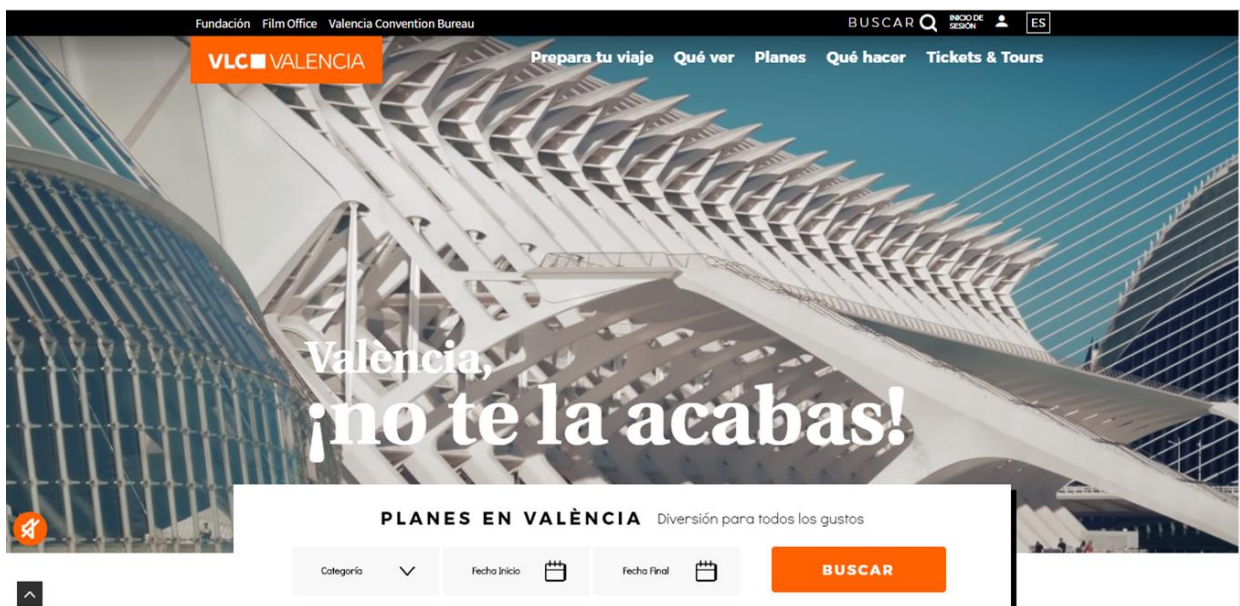 Fundación Film Office Valencia Convention Bureau
BUSCAR INICIO DE SESIÓN ES
VLC VALENCIA
Prepara tu viaje Qué ver Planes Qué hacer Tickets & Tours
València,
¡no te la acabas!
PLANES EN VALÈNCIA Diversión para todos los gustos
Categoría Fecha Inicio Fecha Final BUSCAR